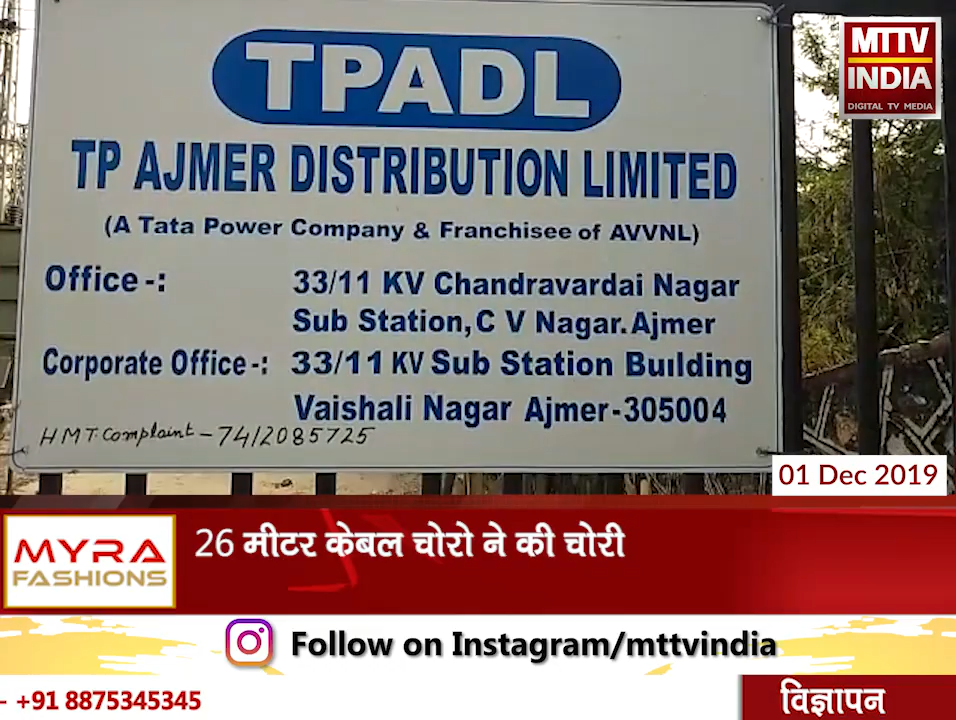 TPADL
TP AJMER DISTRIBUTION LIMITED
(A Tata Power Company & Franchisee of AVVNL)
Office -: 33/11 KV Chandravardai Nagar
Sub Station, C V Nagar. Ajmer
Corporate Office -: 33/11 KV Sub Station Building
Vaishali Nagar Ajmer-305004
HMT. Complaint - 7412085725
MTTV
INDIA
DIGITAL TV MEDIA
01 Dec 2019
MYRA
FASHIONS
26 मीटर केबल चोरो ने की चोरी
Follow on Instagram/mttvindia
- +91 8875345345
विज्ञापन